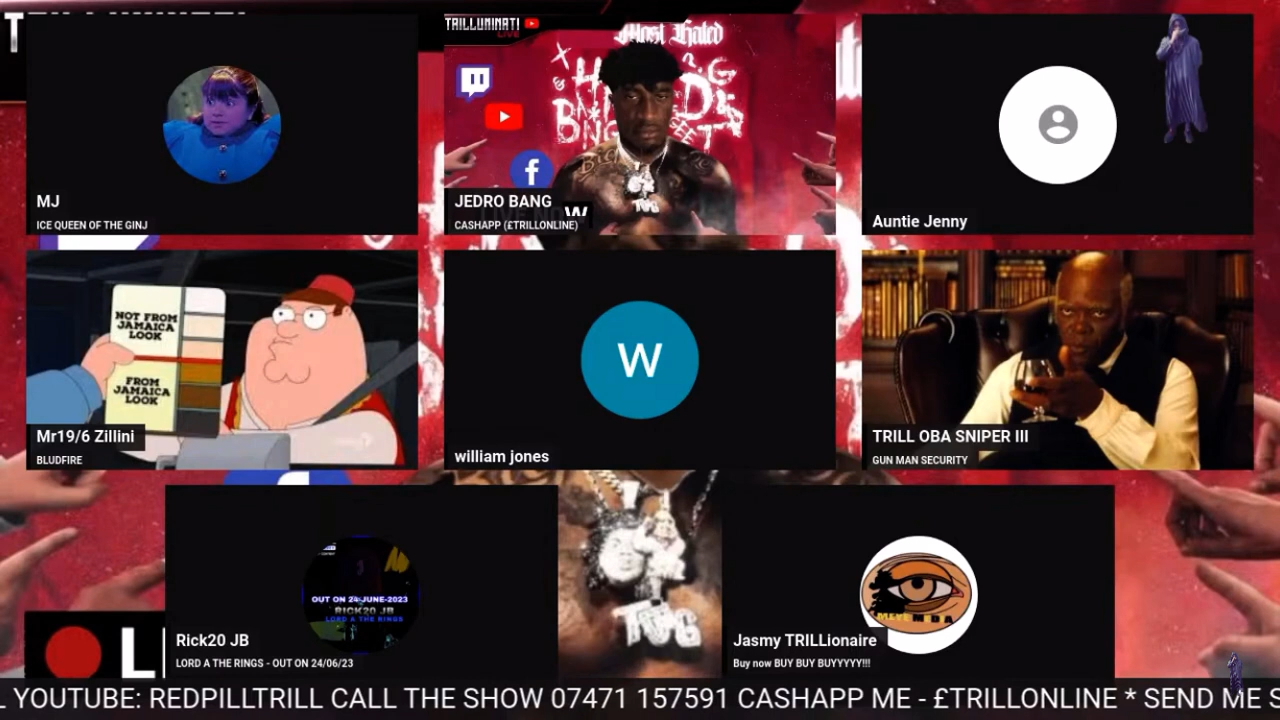 TRILLUMINATI
LIVE
Most Hated
MJ
ICE QUEEN OF THE GINJ
JEDRO BANG
CASHAPP (£TRILLONLINE)
Auntie Jenny
NOT FROM
JAMAICA
LOOK
FROM
JAMAICA
LOOK
Mr19/6 Zillini
BLUDFIRE
W
william jones
TRILL OBA SNIPER III
GUN MAN SECURITY
OUT ON 24-JUNE-2023
RICK20 JB
LORD A THE RINGS
Rick20 JB
LORD A THE RINGS - OUT ON 24/06/23
Jasmy TRILLionaire
Buy now BUY BUY BUYYYYY!!!
L
L YOUTUBE: REDPILLTRILL CALL THE SHOW 07471 157591 CASHAPP ME - £TRILLONLINE * SEND ME S